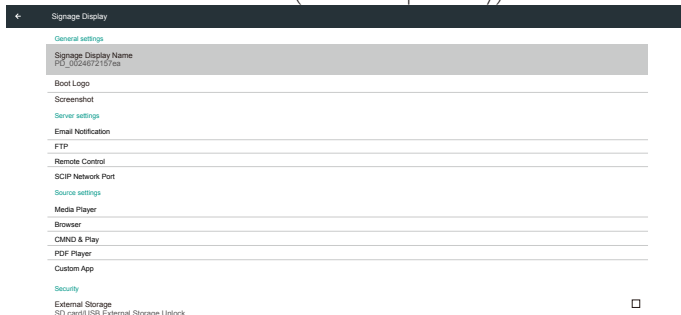 Signage Display
General settings
Signage Display Name
PD_0024672157ea
Boot Logo
Screenshot
Server settings
Email Notification
FTP
Remote Control
SCIP Network Port
Source settings
Media Player
Browser
CMND & Play
PDF Player
Custom App
Security
External Storage
SD card/USB External Storage Unlock